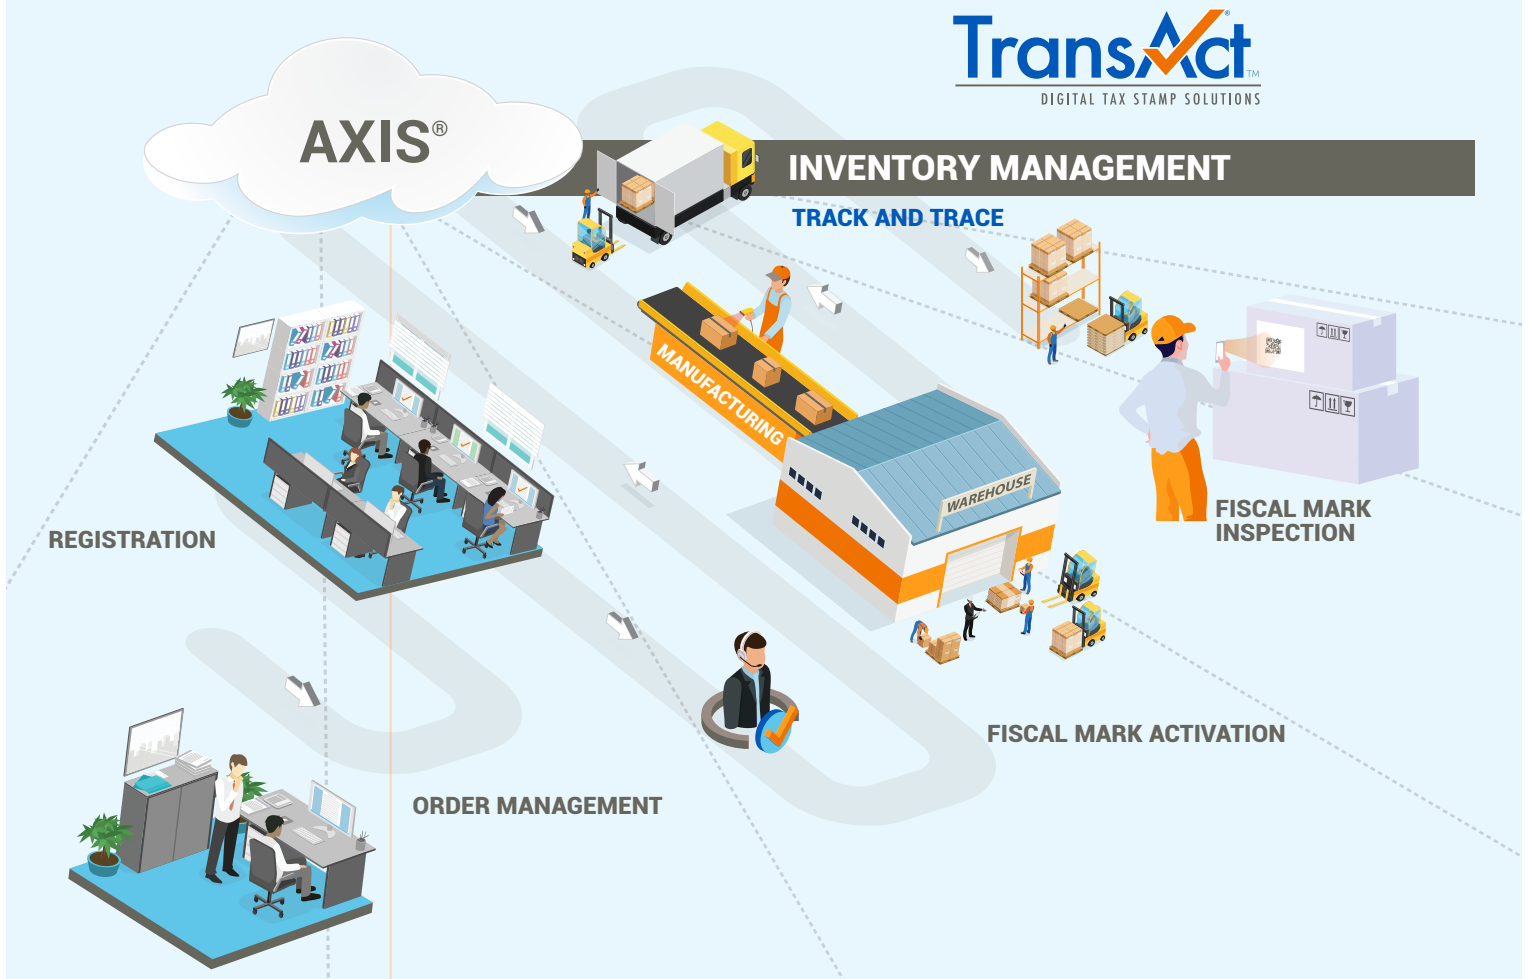 TransAct®™
DIGITAL TAX STAMP SOLUTIONS
AXIS®
INVENTORY MANAGEMENT
TRACK AND TRACE
MANUFACTURING
WAREHOUSE
FISCAL MARK
INSPECTION
REGISTRATION
FISCAL MARK ACTIVATION
ORDER MANAGEMENT